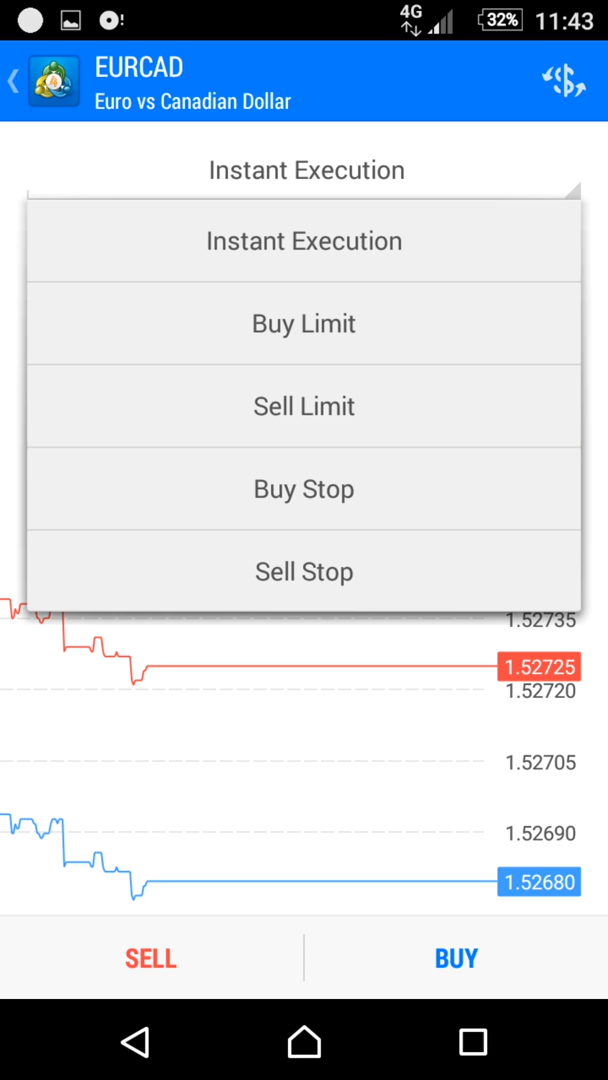 4G
32%
11:43
EURCAD
Euro vs Canadian Dollar
Instant Execution
Instant Execution
Buy Limit
Sell Limit
Buy Stop
Sell Stop
1.52735
1.52725
1.52720
1.52705
1.52690
1.52680
SELL
BUY